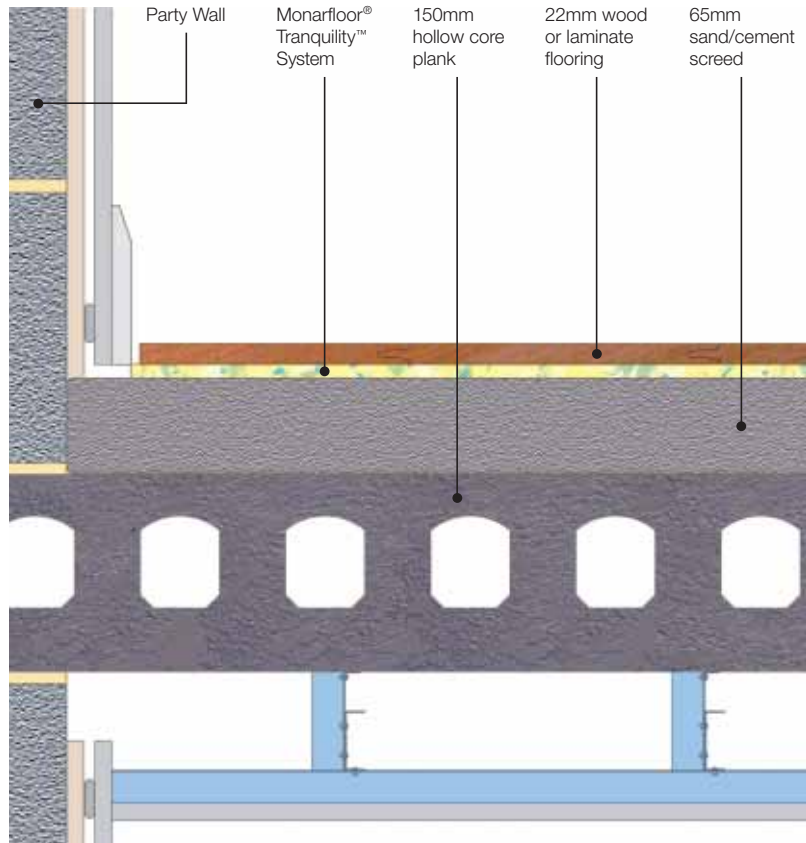 Party Wall
Monarfloor®
Tranquility™
System
150mm
hollow core
plank
22mm wood
or laminate
flooring
65mm
sand/cement
screed